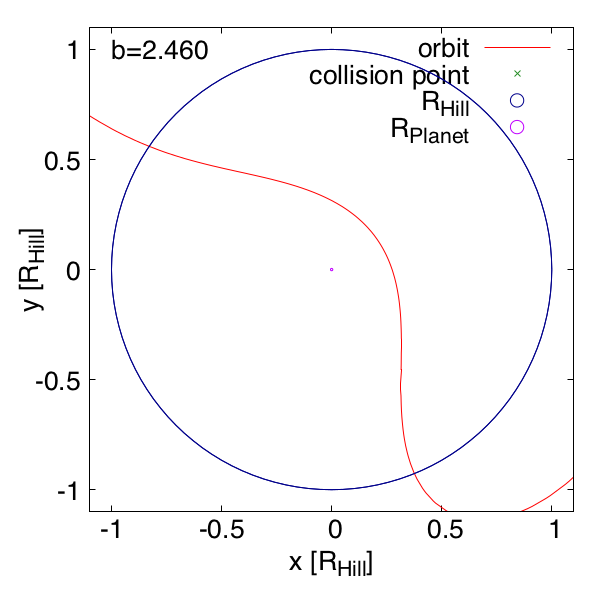 b=2.460
orbit
collision point
R_Hill
R_Planet
1
0.5
0
-0.5
-1
-1
-0.5
0
0.5
1
y [R_Hill]
x [R_Hill]